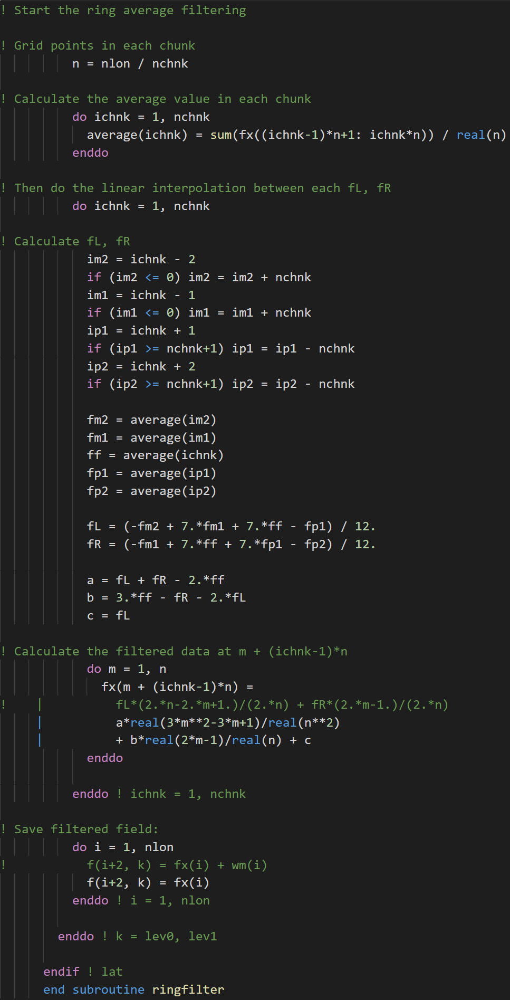 ! Start the ring average filtering
! Grid points in each chunk
n = nlon / nchnk
! Calculate the average value in each chunk
do ichnk = 1, nchnk
average(ichnk) = sum(fx((ichnk-1)*n+1: ichnk*n)) / real(n)
enddo
! Then do the linear interpolation between each fL, fR
do ichnk = 1, nchnk
! Calculate fL, fR
im2 = ichnk - 2
if (im2 <= 0) im2 = im2 + nchnk
im1 = ichnk - 1
if (im1 <= 0) im1 = im1 + nchnk
ip1 = ichnk + 1
if (ip1 >= nchnk+1) ip1 = ip1 - nchnk
ip2 = ichnk + 2
if (ip2 >= nchnk+1) ip2 = ip2 - nchnk
fm2 = average(im2)
fm1 = average(im1)
ff = average(ichnk)
fp1 = average(ip1)
fp2 = average(ip2)
fL = (-fm2 + 7.*fm1 + 7.*ff - fp1) / 12.
fR = (-fm1 + 7.*ff + 7.*fp1 - fp2) / 12.
a = fL + fR - 2.*ff
b = 3.*ff - fR - 2.*fL
c = fL
! Calculate the filtered data at m + (ichnk-1)*n
do m = 1, n
fx(m + (ichnk-1)*n) =
! | fL*(2.*n-2.*m+1.)/(2.*n) + fR*(2.*m-1.)/(2.*n)
| a*real(3*m**2-3*m+1)/real(n**2)
| + b*real(2*m-1)/real(n) + c
enddo
enddo ! ichnk = 1, nchnk
! Save filtered field:
do i = 1, nlon
! f(i+2, k) = fx(i) + wm(i)
f(i+2, k) = fx(i)
enddo ! i = 1, nlon
enddo ! k = lev0, lev1
endif ! lat
end subroutine ringfilter